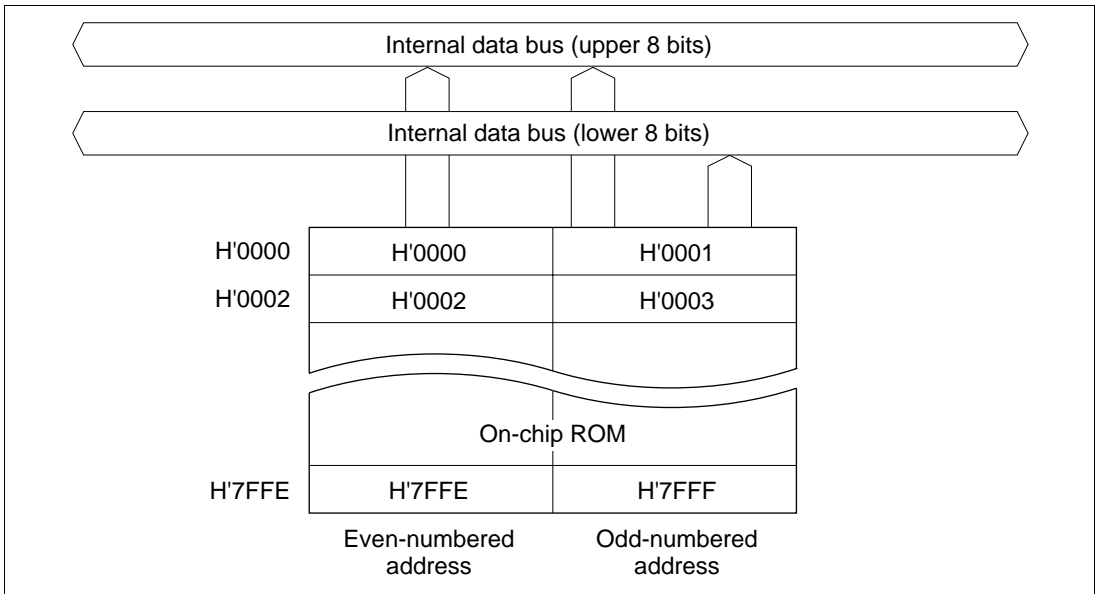 Internal data bus (upper 8 bits)
Internal data bus (lower 8 bits)
H'0000 H'0000 H'0001
H'0002 H'0002 H'0003
On-chip ROM
H'7FFE H'7FFE H'7FFF
Even-numbered Odd-numbered
address address